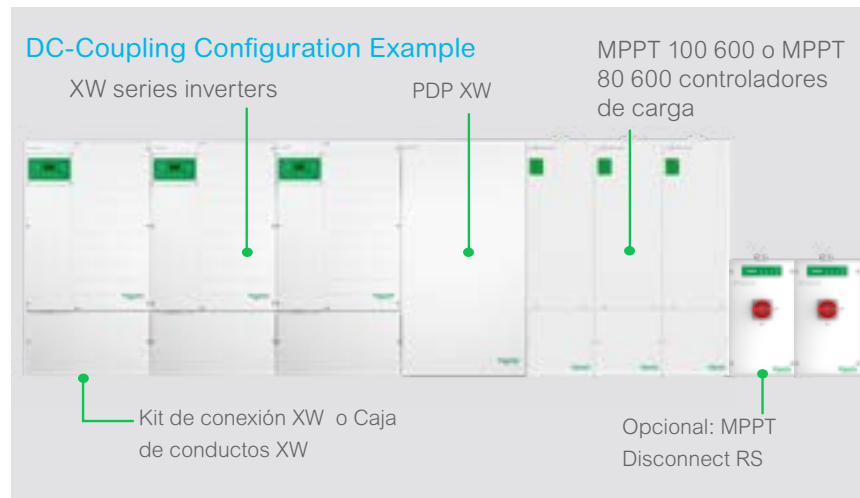 DC-Coupling Configuration Example
XW series inverters
PDP XW
MPPT 100 600 o MPPT
80 600 controladores
de carga
Kit de conexión XW o Caja
de conductos XW
Opcional: MPPT
Disconnect RS